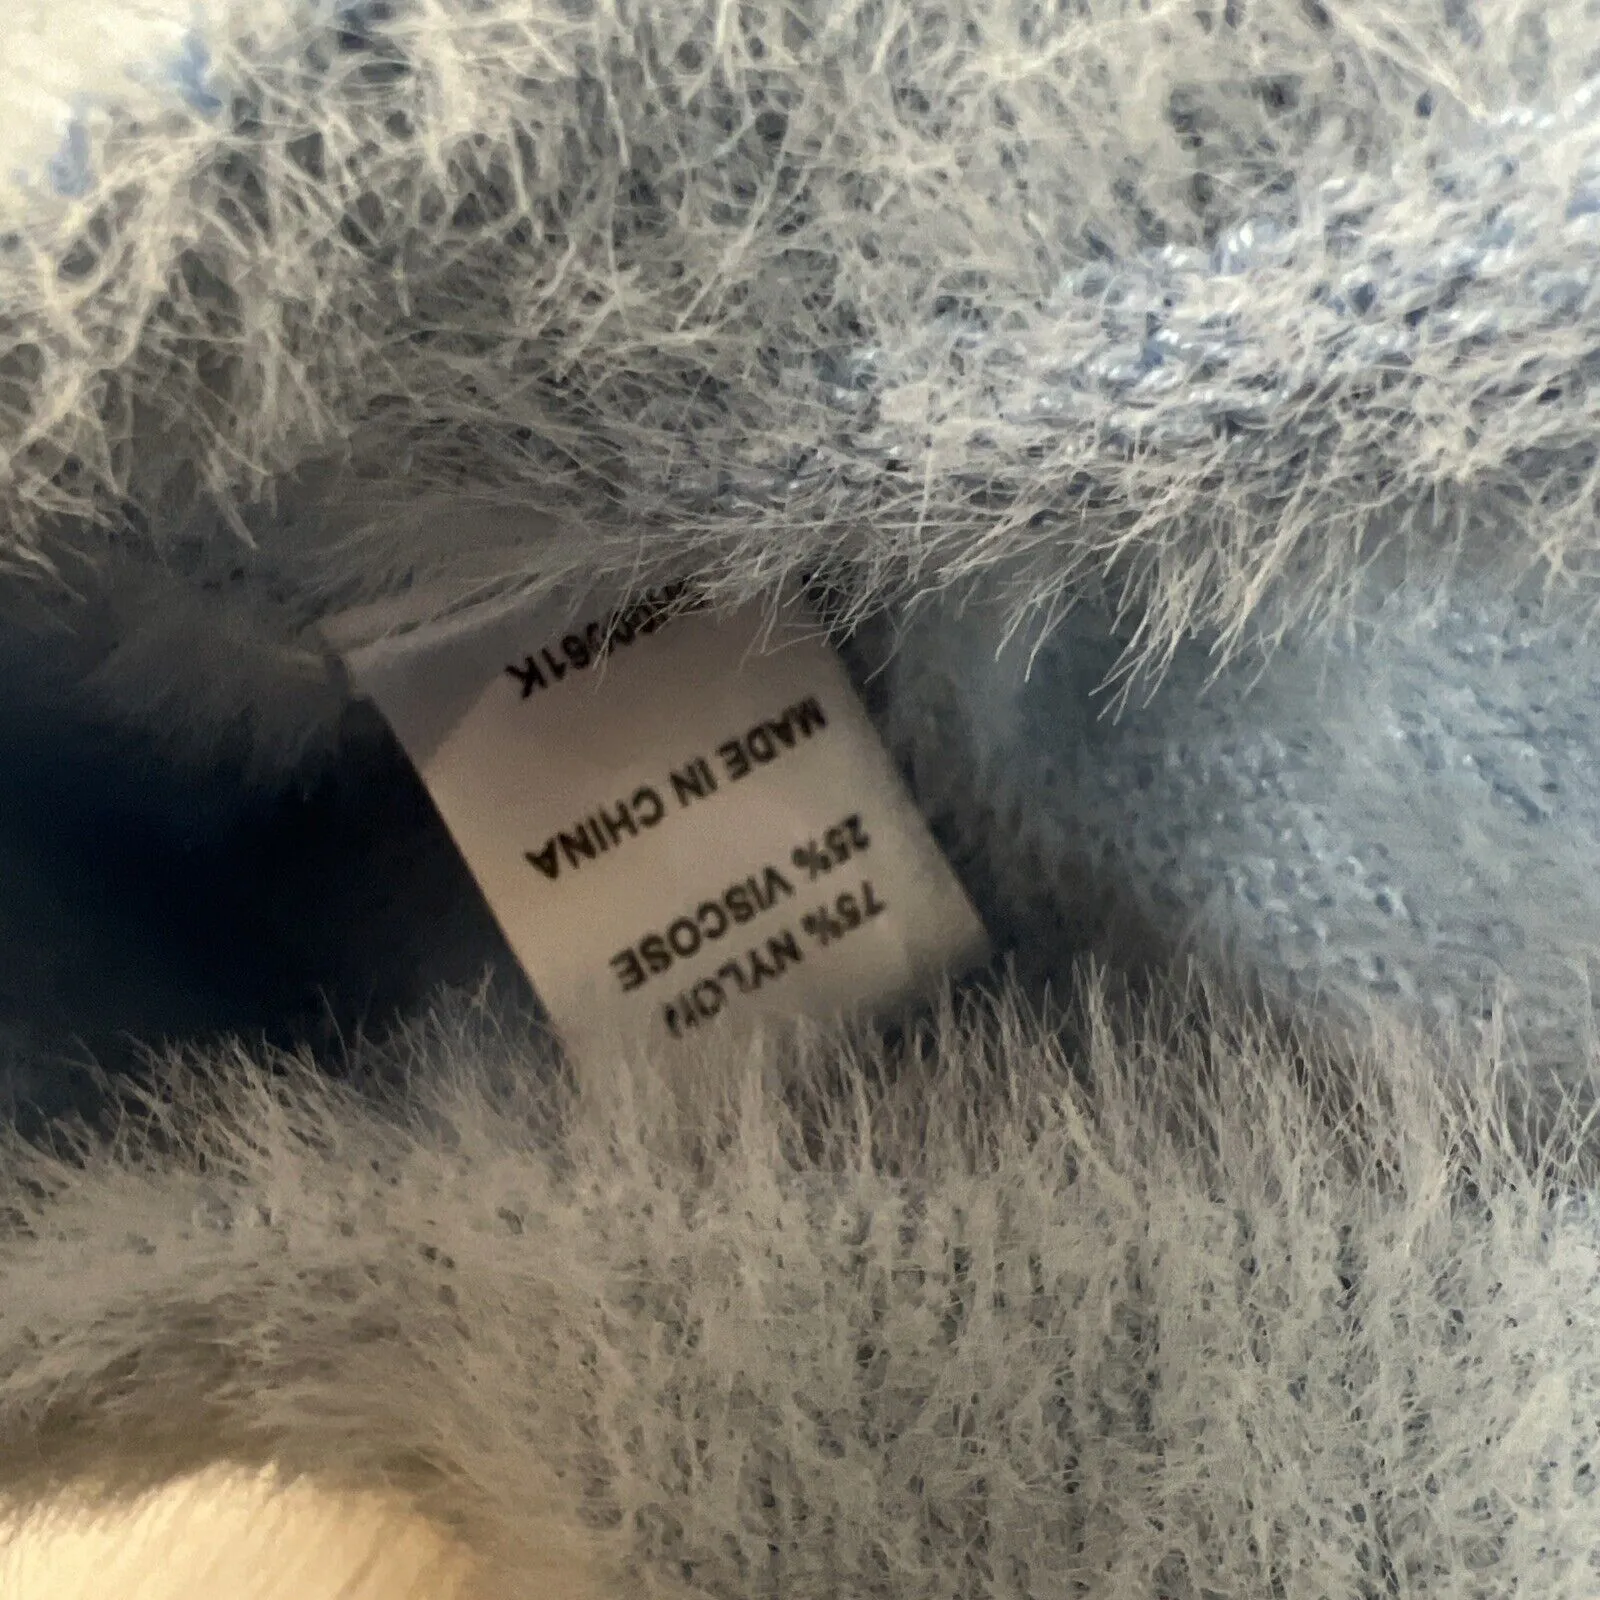 75% NYLON
25% VISCOSE
MADE IN CHINA